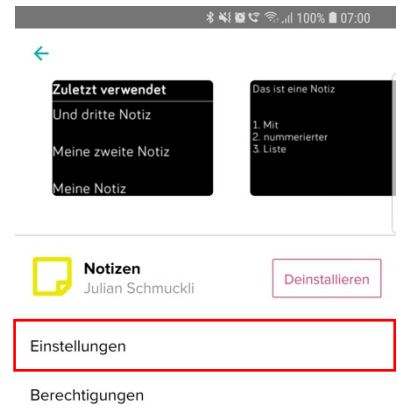 100% 07:00
Zuletzt verwendet
Und dritte Notiz
Meine zweite Notiz
Meine Notiz
Das ist eine Notiz
1. Mit
2. nummerierter
3. Liste
Notizen
Julian Schmuckli
Deinstallieren
Einstellungen
Berechtigungen